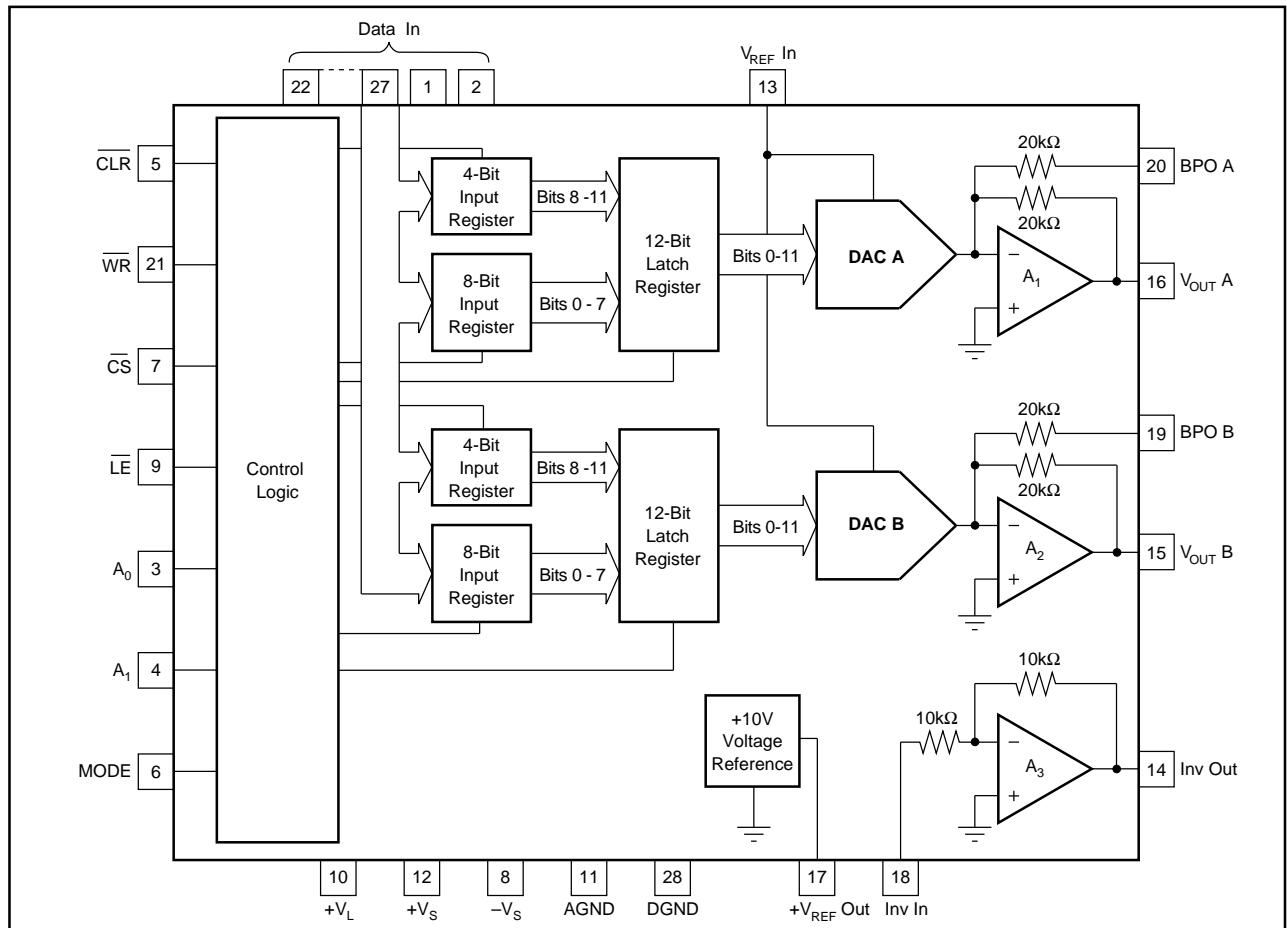 Data In
22
27
1
2
V_REF In
13
CLR
5
WR
21
CS
7
LE
9
A0
3
A1
4
MODE
6
Control
Logic
4-Bit
Input
Register
Bits 8 -11
8-Bit
Input
Register
Bits 0 - 7
12-Bit
Latch
Register
Bits 0-11
DAC A
20kΩ
20kΩ
–
A1
+
20
BPO A
16
V_OUT A
4-Bit
Input
Register
Bits 8 -11
8-Bit
Input
Register
Bits 0 - 7
12-Bit
Latch
Register
Bits 0-11
DAC B
20kΩ
20kΩ
–
A2
+
19
BPO B
15
V_OUT B
+10V
Voltage
Reference
10kΩ
10kΩ
–
A3
+
14
Inv Out
10
+V_L
12
+V_S
8
–V_S
11
AGND
28
DGND
17
+V_REF Out
18
Inv In